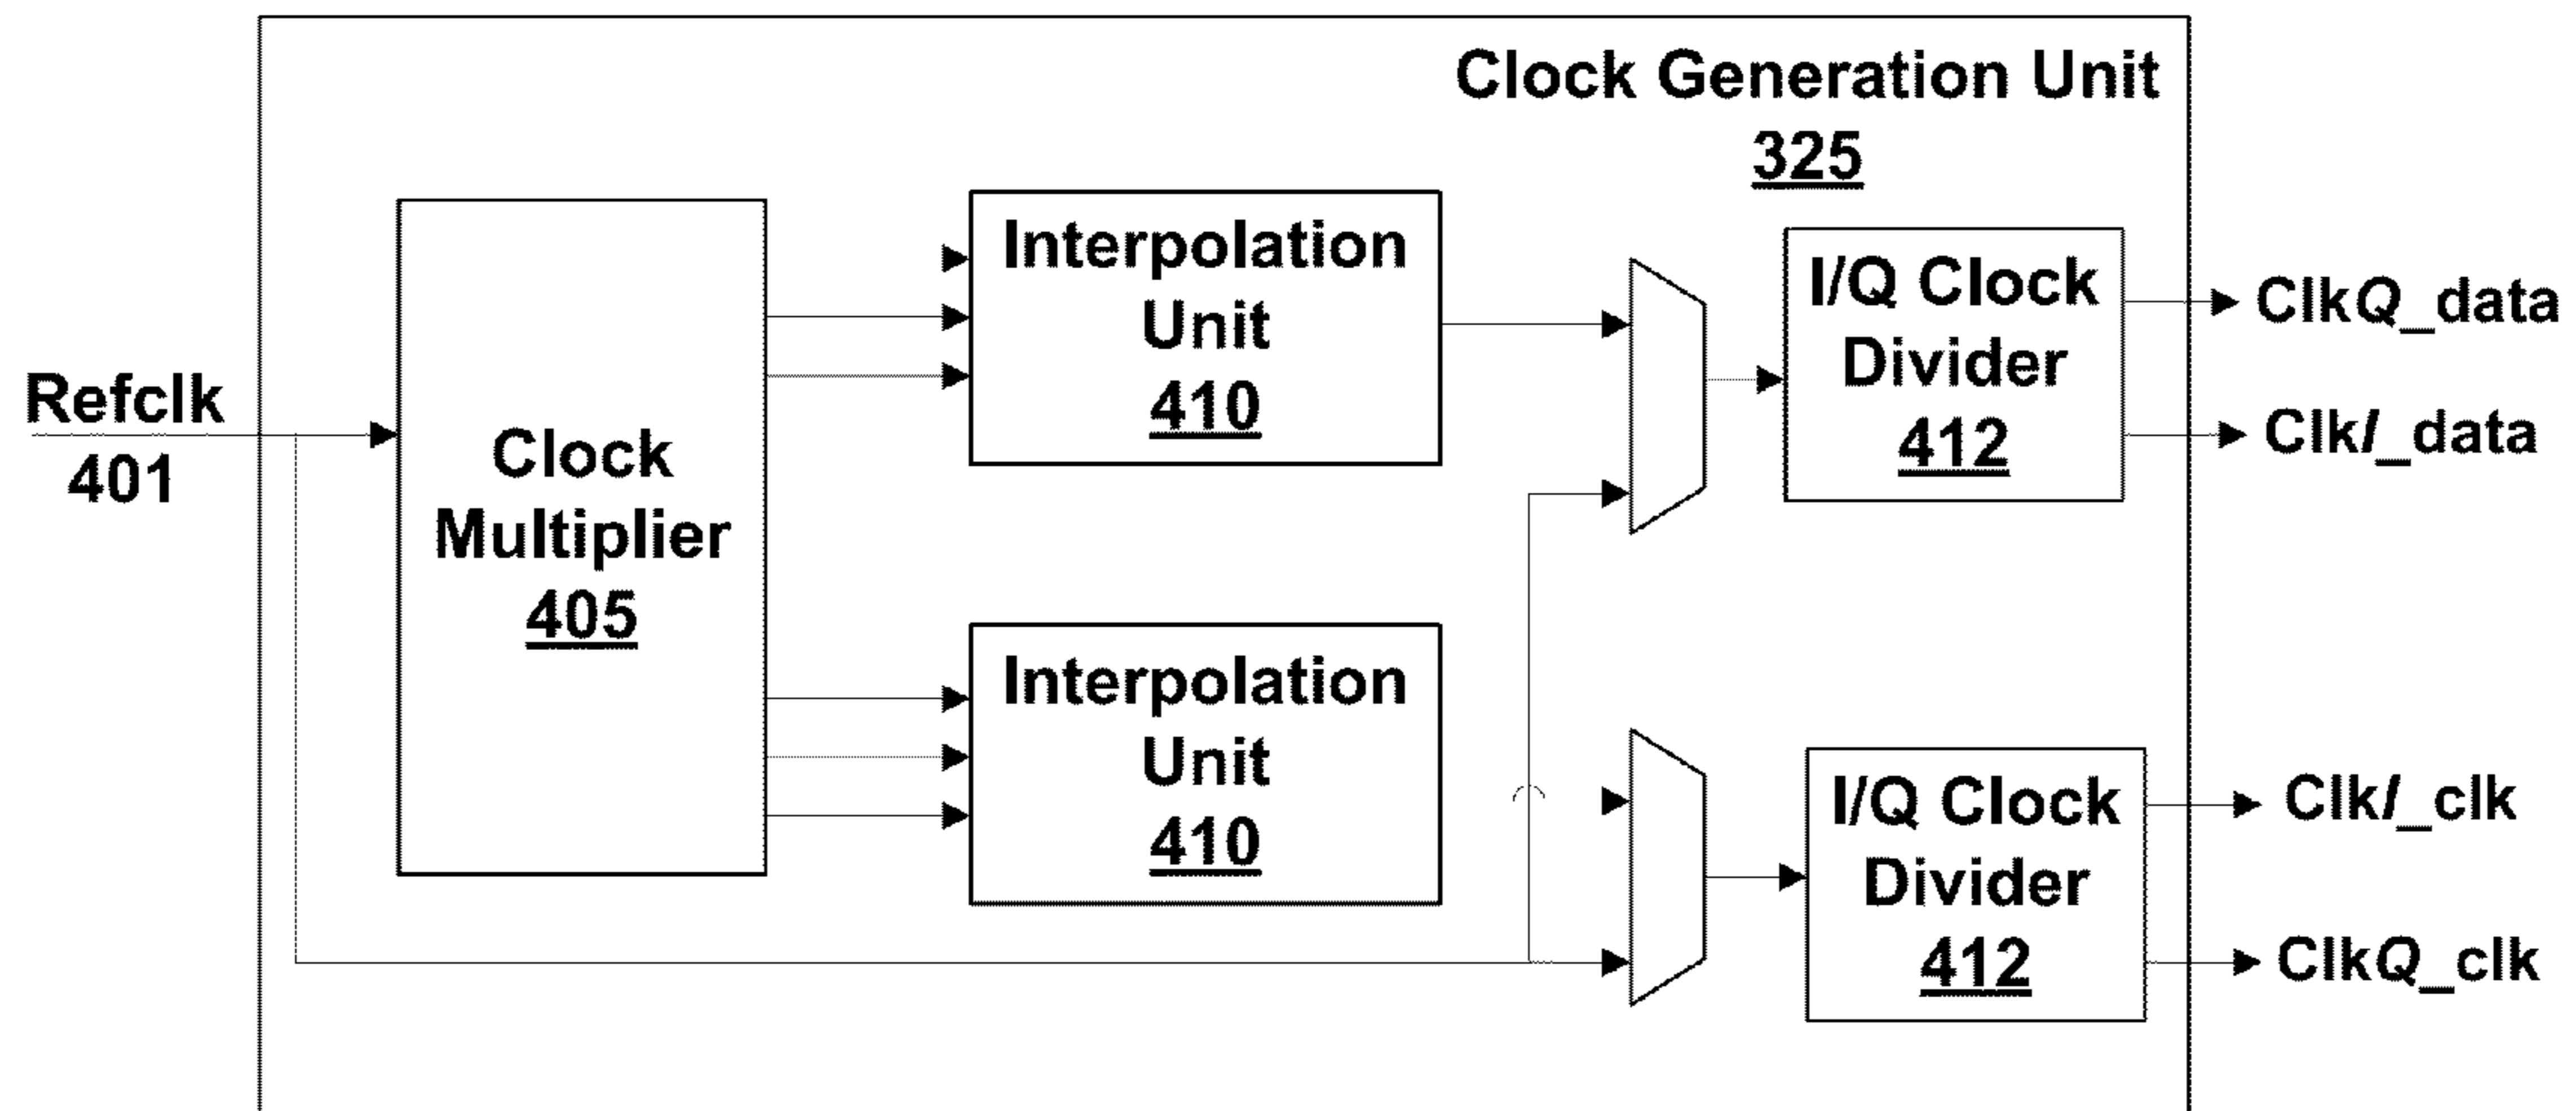 Clock Generation Unit
325
Refclk
401
Clock
Multiplier
405
Interpolation
Unit
410
Interpolation
Unit
410
I/Q Clock
Divider
412
ClkQ_data
ClkI_data
I/Q Clock
Divider
412
ClkI_clk
ClkQ_clk